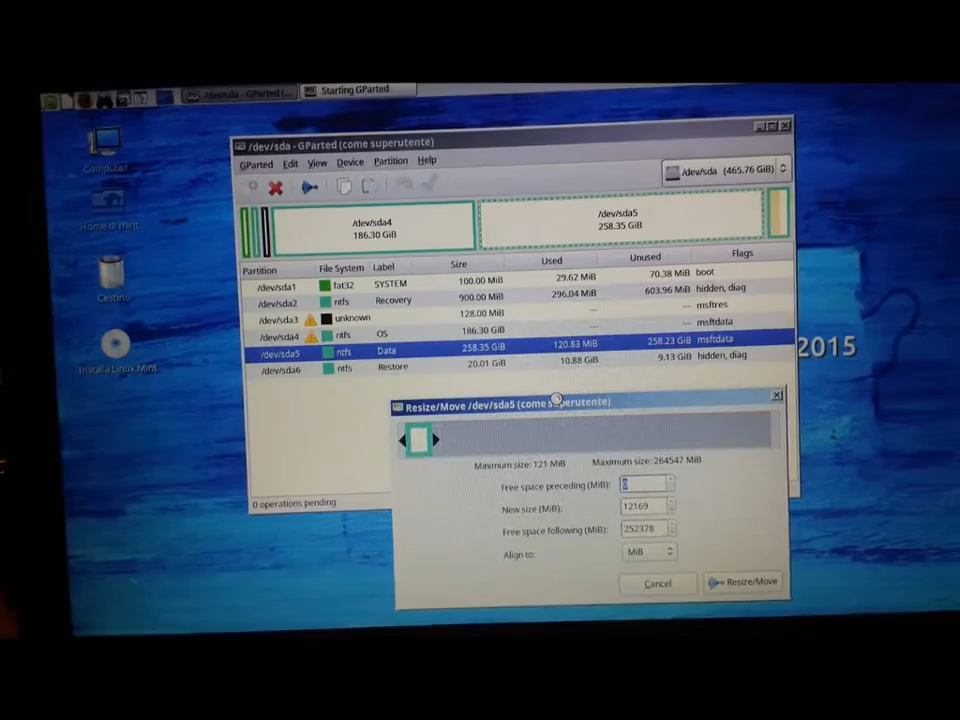 /dev/sda - GParted (... Starting GParted
Computer
Home di mint
Cestino
Installa Linux Mint
/dev/sda - GParted (come superutente)
GParted Edit View Device Partition Help
/dev/sda (465.76 GiB)
/dev/sda4
186.30 GiB
/dev/sda5
258.35 GiB
Partition File System Label Size Used Unused Flags
/dev/sda1 fat32 SYSTEM 100.00 MiB 29.62 MiB 70.38 MiB boot
/dev/sda2 ntfs Recovery 900.00 MiB 296.04 MiB 603.96 MiB hidden, diag
/dev/sda3 unknown 128.00 MiB --- --- msftres
/dev/sda4 ntfs OS 186.30 GiB --- --- msftdata
/dev/sda5 ntfs Data 258.35 GiB 120.83 MiB 258.23 GiB msftdata
/dev/sda6 ntfs Restore 20.01 GiB 10.88 GiB 9.13 GiB hidden, diag
2015
Resize/Move /dev/sda5 (come superutente)
Minimum size: 121 MiB Maximum size: 264547 MiB
Free space preceding (MiB): 0
New size (MiB): 12169
Free space following (MiB): 252378
Align to: MiB
Cancel Resize/Move
0 operations pending